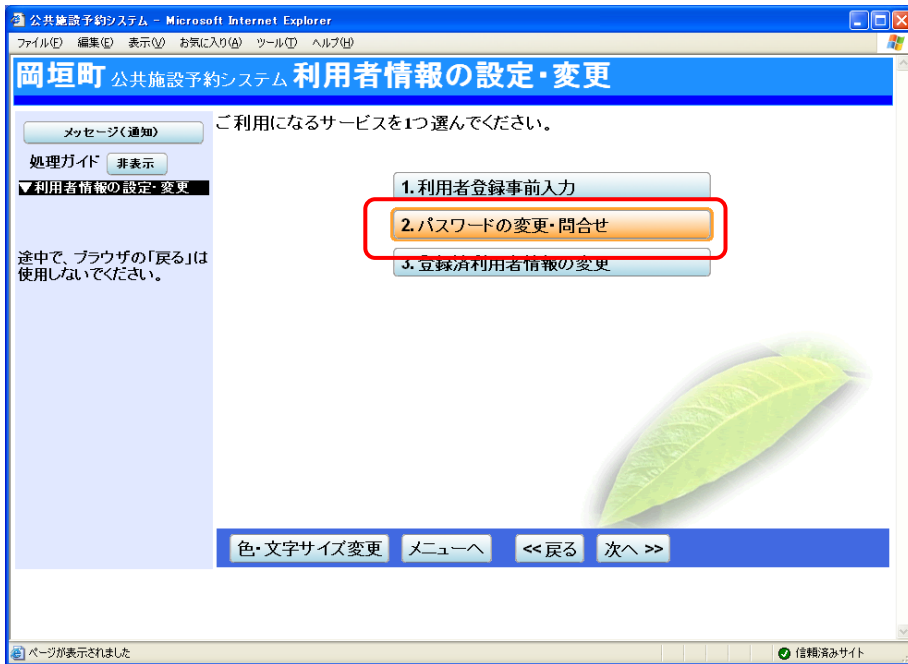 公共施設予約システム - Microsoft Internet Explorer
ファイル(F) 編集(E) 表示(V) お気に入り(A) ツール(T) ヘルプ(H)
岡垣町 公共施設予約システム 利用者情報の設定・変更
メッセージ(通知)
処理ガイド 非表示
▼利用者情報の設定・変更
途中で、ブラウザの「戻る」は
使用しないでください。
ご利用になるサービスを1つ選んでください。
1.利用者登録事前入力
2.パスワードの変更・問合せ
3.登録済利用者情報の変更
色・文字サイズ変更 メニューへ <<戻る 次へ >>
ページが表示されました 信頼済みサイト